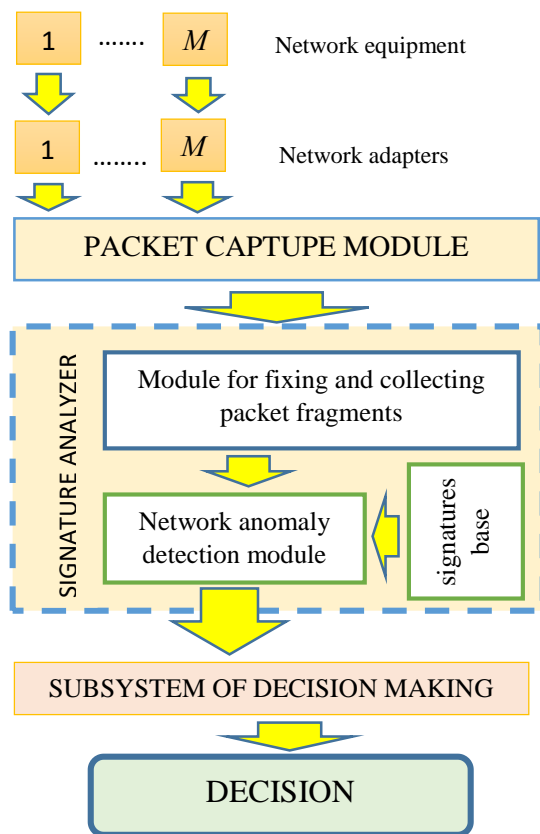 1 ....... M Network equipment
1 ........ M Network adapters
PACKET CAPTUPE MODULE
SIGNATURE ANALYZER
Module for fixing and collecting
packet fragments
Network anomaly
detection module
signatures
base
SUBSYSTEM OF DECISION MAKING
DECISION